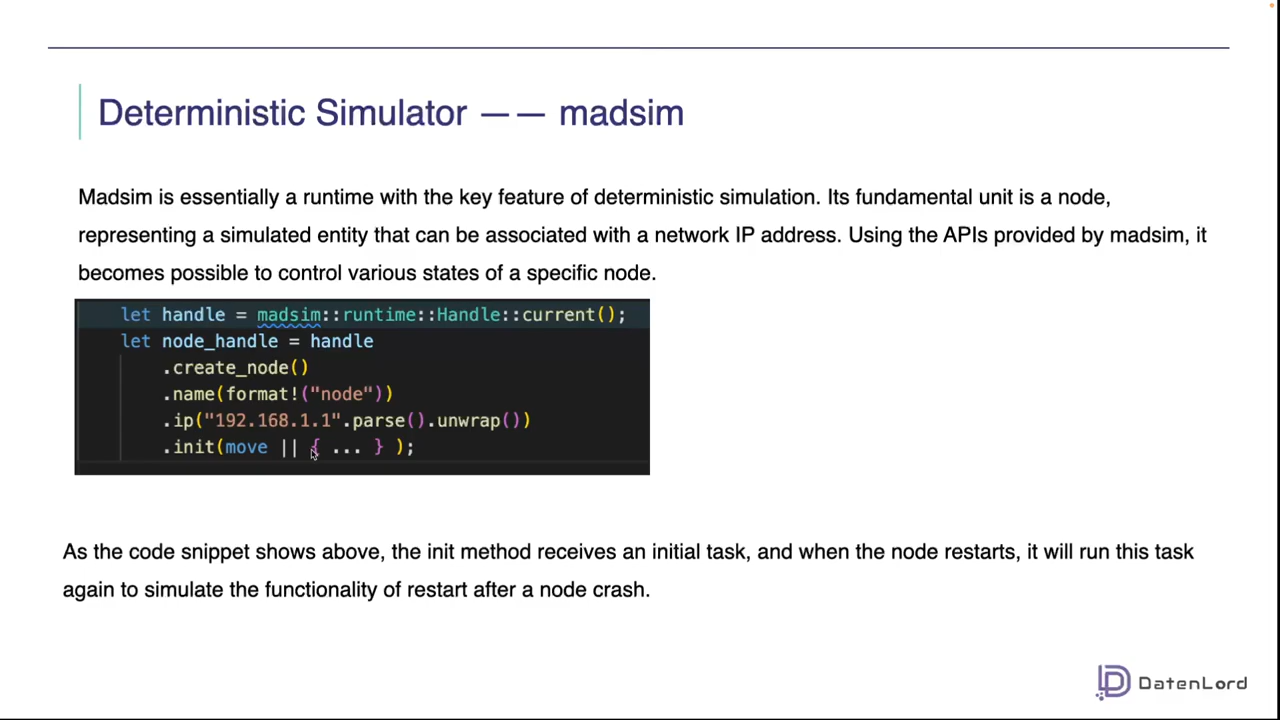 Deterministic Simulator —— madsim
Madsim is essentially a runtime with the key feature of deterministic simulation. Its fundamental unit is a node,
representing a simulated entity that can be associated with a network IP address. Using the APIs provided by madsim, it
becomes possible to control various states of a specific node.
let handle = madsim::runtime::Handle::current();
let node_handle = handle
.create_node()
.name(format!("node"))
.ip("192.168.1.1".parse().unwrap())
.init(move || { ... } );
As the code snippet shows above, the init method receives an initial task, and when the node restarts, it will run this task
again to simulate the functionality of restart after a node crash.
DatenLord